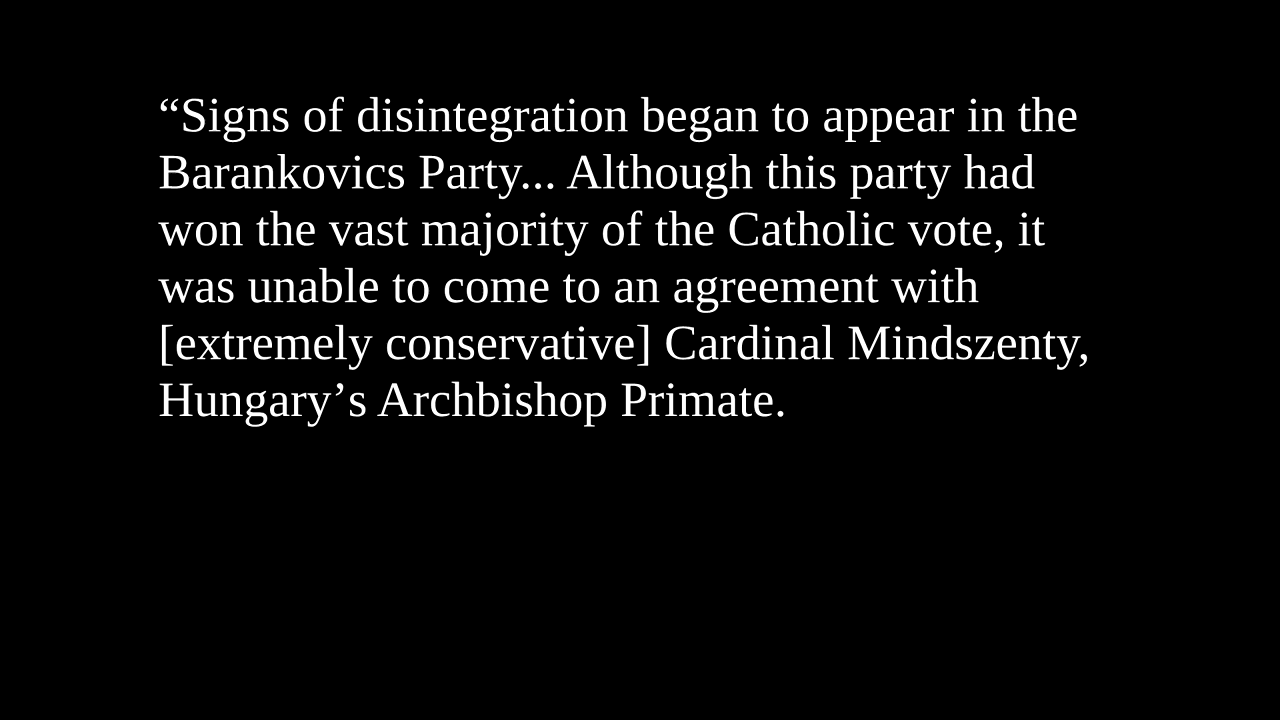 “Signs of disintegration began to appear in the
Barankovics Party... Although this party had
won the vast majority of the Catholic vote, it
was unable to come to an agreement with
[extremely conservative] Cardinal Mindszenty,
Hungary’s Archbishop Primate.